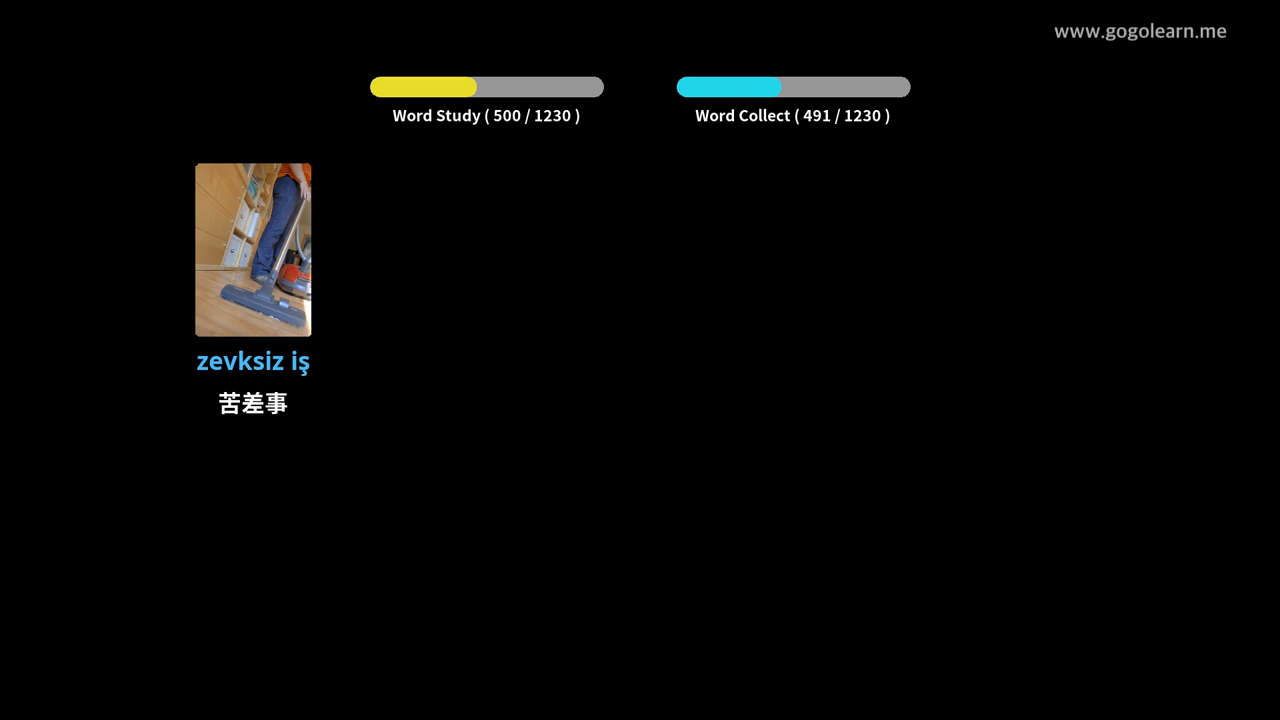 www.gogolearn.me
Word Study ( 500 / 1230 )
Word Collect ( 491 / 1230 )
zevksiz iş
苦差事